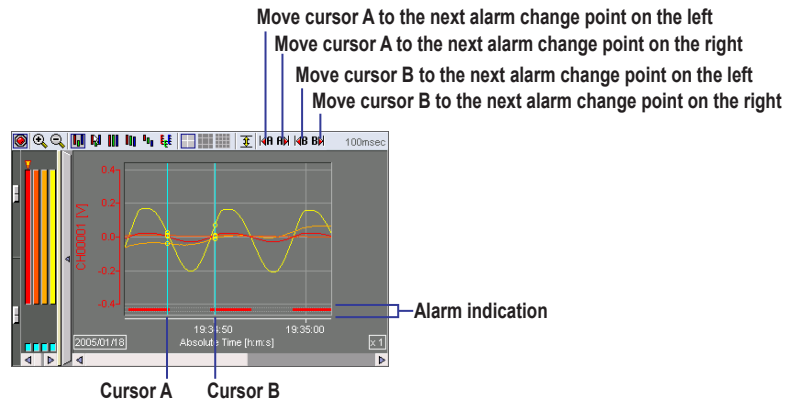 Move cursor A to the next alarm change point on the left
Move cursor A to the next alarm change point on the right
Move cursor B to the next alarm change point on the left
Move cursor B to the next alarm change point on the right
A A B B 100msec
0.4
0.2
0.0
-0.2
-0.4
CH00001 [V]
Alarm indication
19:34:50 19:35:00
2005/01/18 Absolute Time [h:m:s] x 1
Cursor A Cursor B